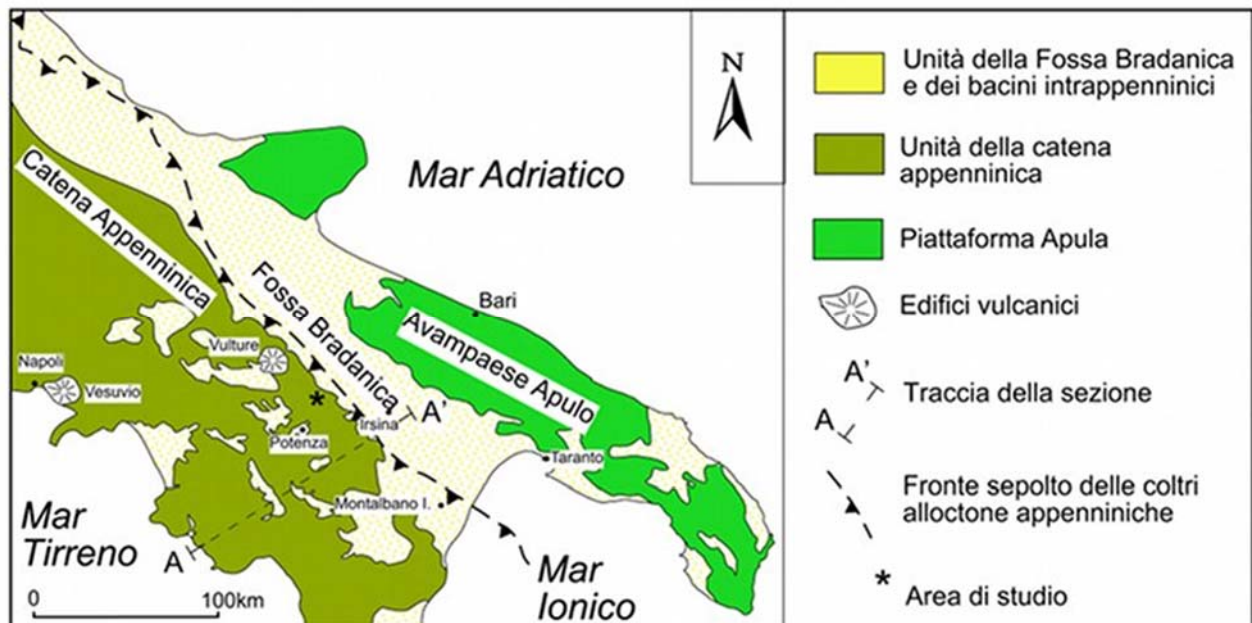 Catena Appenninica
Fossa Bradanica
Avampaese Apulo
Mar Adriatico
N
Bari
Vulture
Napoli
Vesuvio
Potenza
Irsina
A'
Taranto
Montalbano I.
Mar
Tirreno
A
Mar
Ionico
0
100km
Unità della Fossa Bradanica
e dei bacini intrappenninici
Unità della catena
appenninica
Piattaforma Apula
Edifici vulcanici
A'
A
Traccia della sezione
Fronte sepolto delle coltri
alloctone appenniniche
* Area di studio